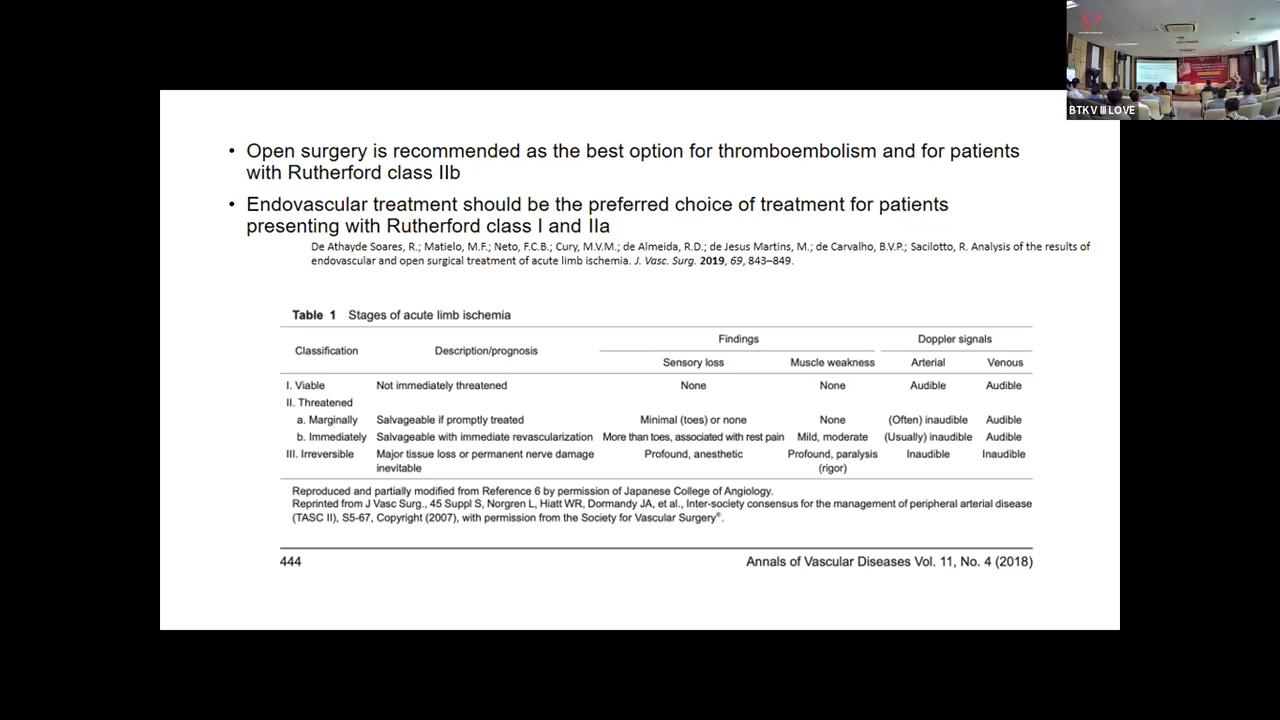 BTKV III LOVE
• Open surgery is recommended as the best option for thromboembolism and for patients
with Rutherford class IIb
• Endovascular treatment should be the preferred choice of treatment for patients
presenting with Rutherford class I and IIa
De Athayde Soares, R.; Matielo, M.F.; Neto, F.C.B.; Cury, M.V.M.; de Almeida, R.D.; de Jesus Martins, M.; de Carvalho, B.V.P.; Sacilotto, R. Analysis of the results of
endovascular and open surgical treatment of acute limb ischemia. J. Vasc. Surg. 2019, 69, 843–849.
Table 1 Stages of acute limb ischemia
Findings Doppler signals
Classification Description/prognosis
Sensory loss Muscle weakness Arterial Venous
I. Viable Not immediately threatened None None Audible Audible
II. Threatened
a. Marginally Salvageable if promptly treated Minimal (toes) or none None (Often) inaudible Audible
b. Immediately Salvageable with immediate revascularization More than toes, associated with rest pain Mild, moderate (Usually) inaudible Audible
III. Irreversible Major tissue loss or permanent nerve damage Profound, anesthetic Profound, paralysis Inaudible Inaudible
inevitable (rigor)
Reproduced and partially modified from Reference 6 by permission of Japanese College of Angiology.
Reprinted from J Vasc Surg., 45 Suppl S, Norgren L, Hiatt WR, Dormandy JA, et al., Inter-society consensus for the management of peripheral arterial disease
(TASC II), S5-67, Copyright (2007), with permission from the Society for Vascular Surgery®.
444 Annals of Vascular Diseases Vol. 11, No. 4 (2018)